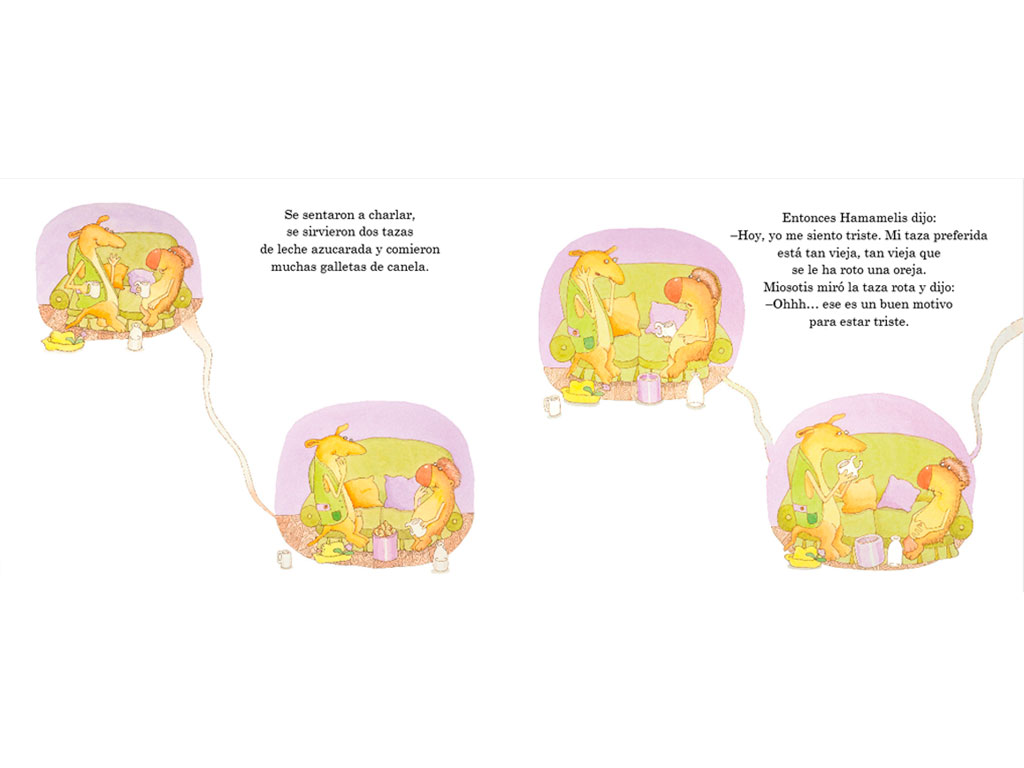 Se sentaron a charlar,
se sirvieron dos tazas
de leche azucarada y comieron
muchas galletas de canela.
Entonces Hamamelis dijo:
–Hoy, yo me siento triste. Mi taza preferida
está tan vieja, tan vieja que
se le ha roto una oreja.
Miosotis miró la taza rota y dijo:
–Ohhh... ese es un buen motivo
para estar triste.